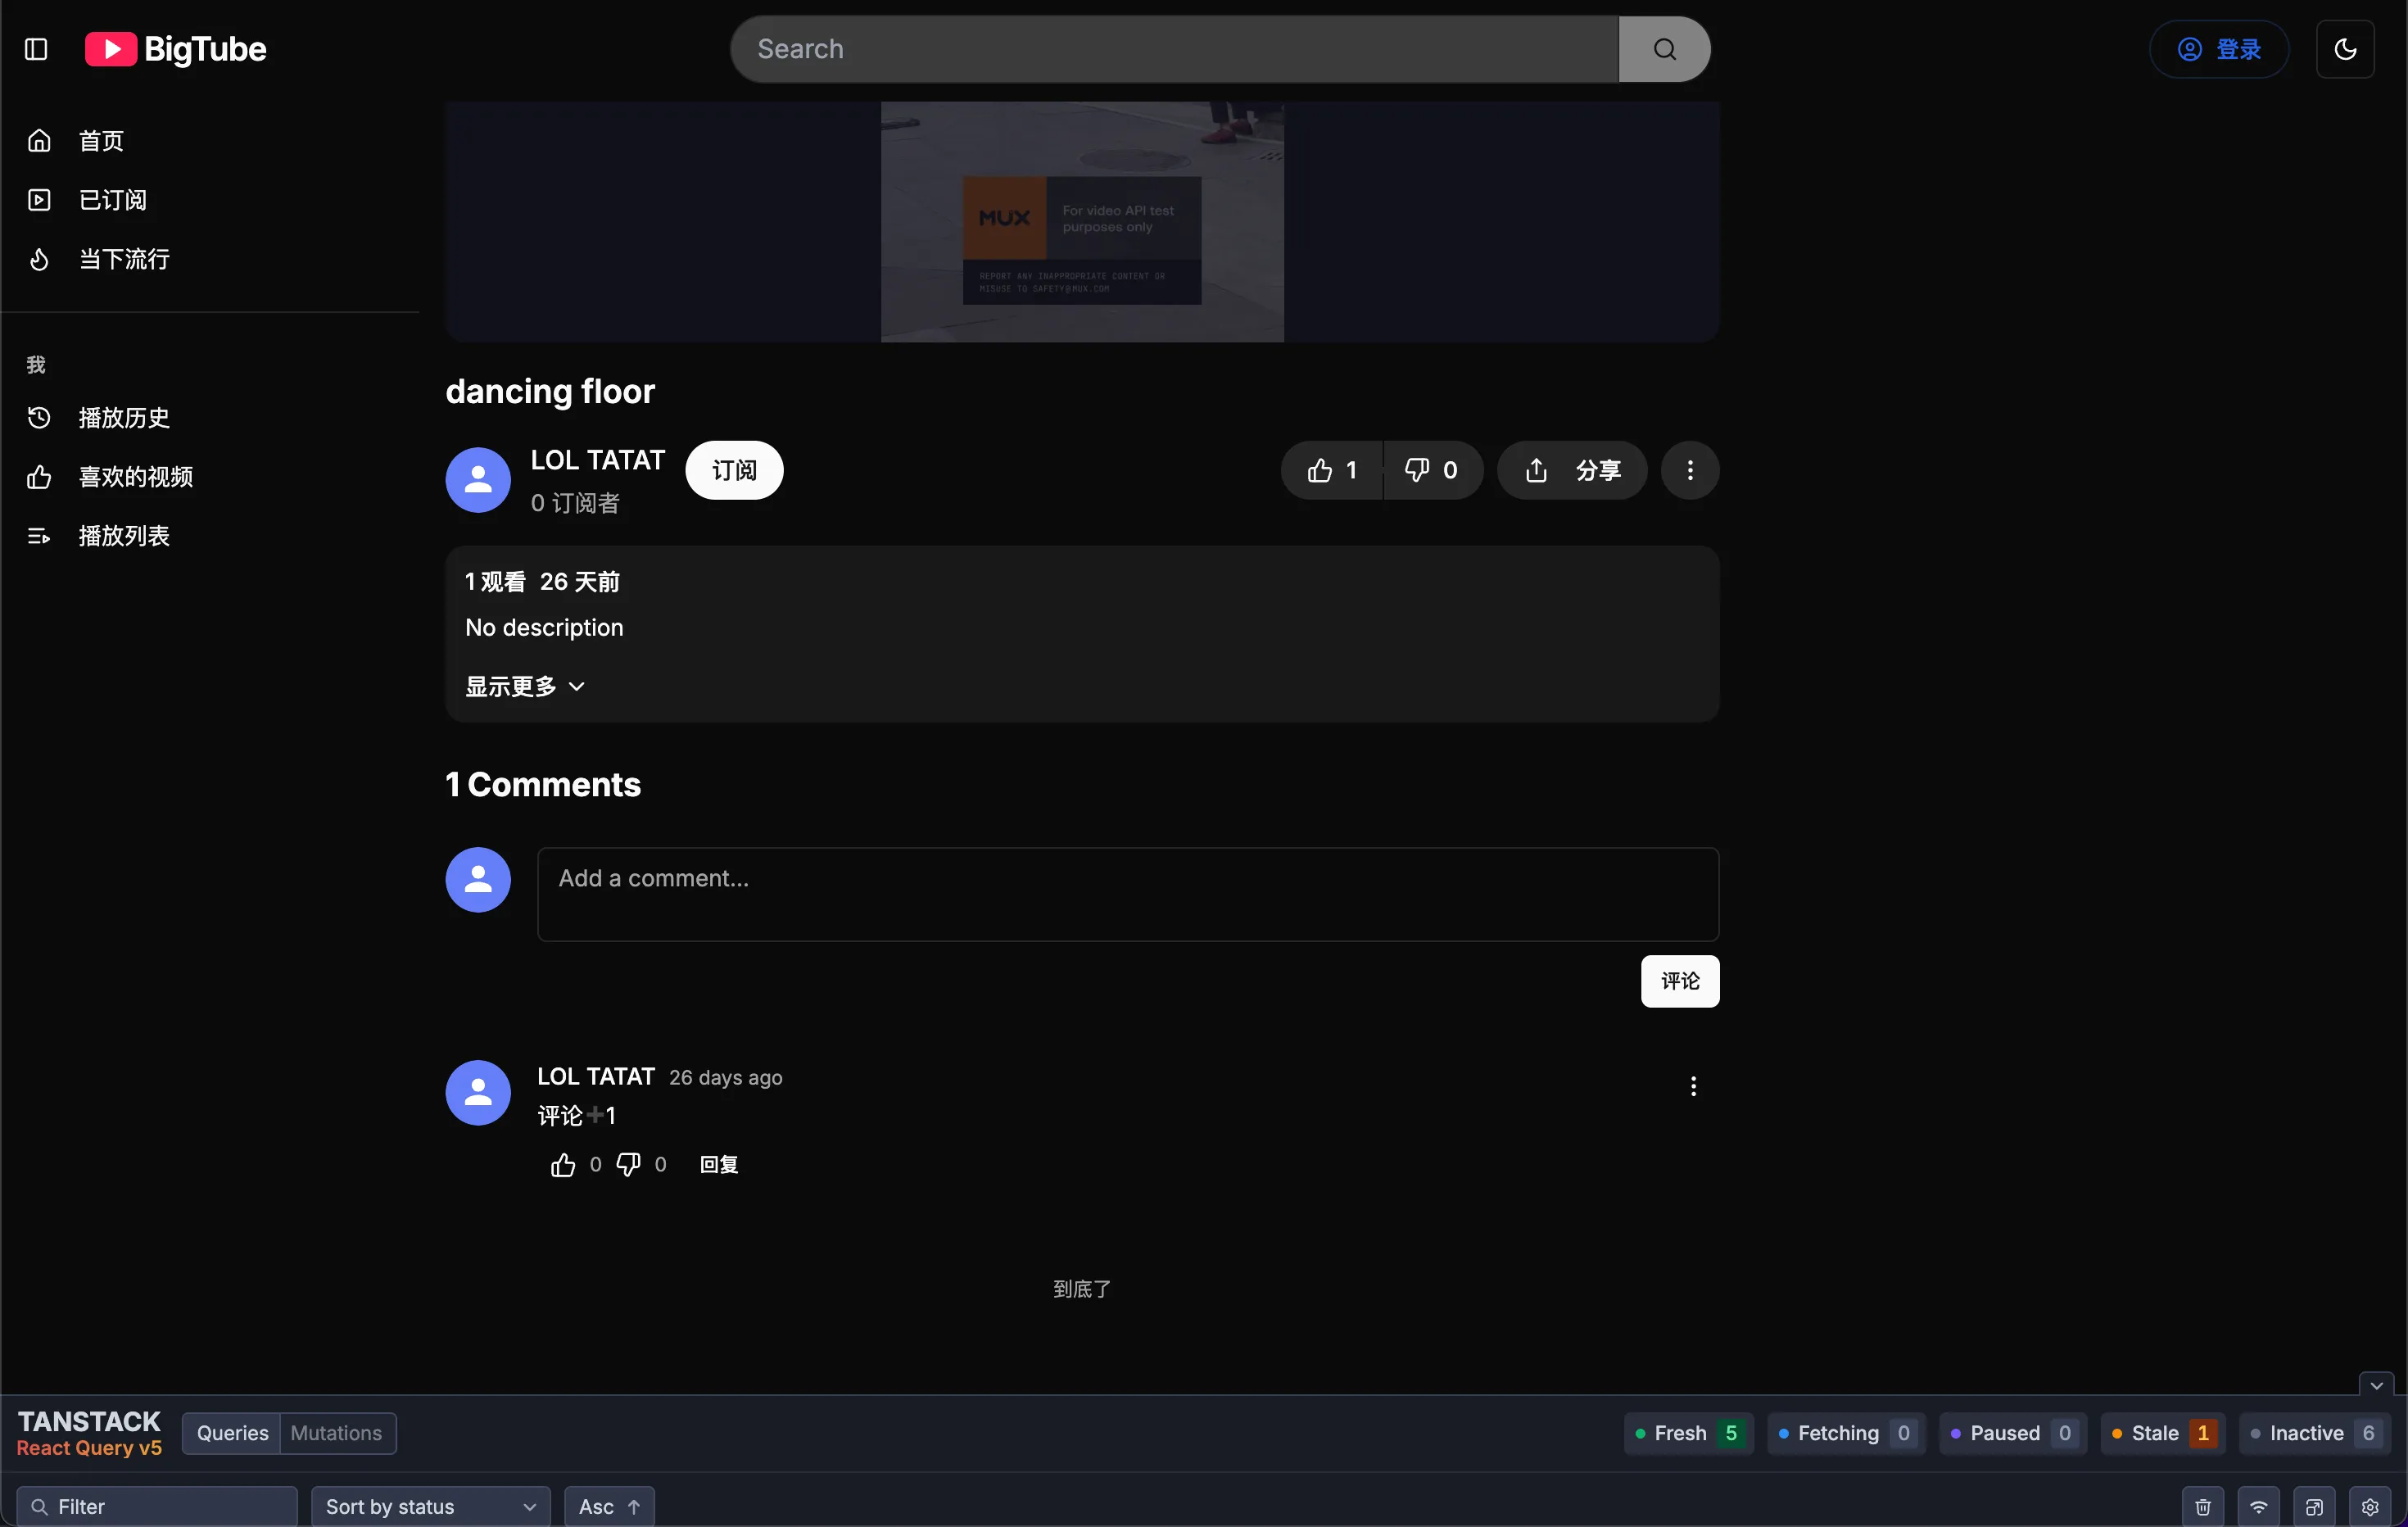 BigTube
Search
登录
首页
已订阅
当下流行
我
播放历史
喜欢的视频
播放列表
MUX
For video API test
purposes only
REPORT ANY INAPPROPRIATE CONTENT OR
MISUSE TO SAFETY@MUX.COM
dancing floor
LOL TATAT
0 订阅者
订阅
1
0
分享
1 观看 26 天前
No description
显示更多
1 Comments
Add a comment...
评论
LOL TATAT 26 days ago
评论➕1
0 0 回复
到底了
TANSTACK
React Query v5
Queries Mutations
Fresh 5 Fetching 0 Paused 0 Stale 1 Inactive 6
Filter Sort by status Asc ↑